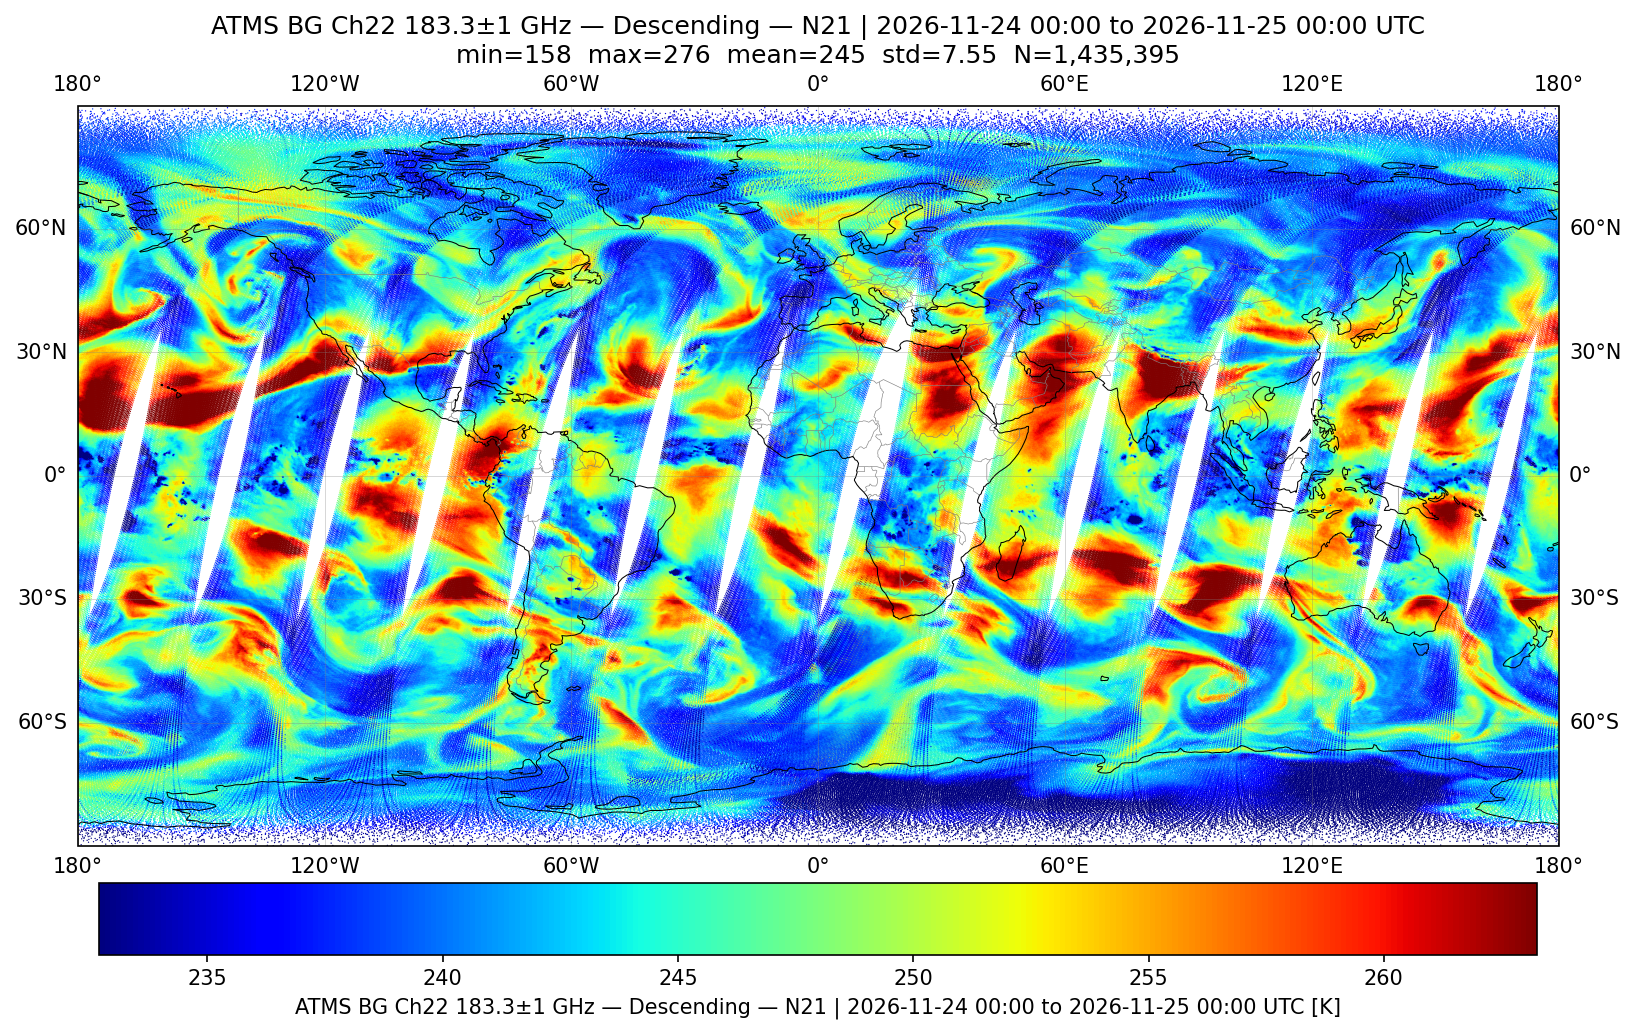 ATMS BG Ch22 183.3±1 GHz — Descending — N21 | 2026-11-24 00:00 to 2026-11-25 00:00 UTC
min=158 max=276 mean=245 std=7.55 N=1,435,395
180° 120°W 60°W 0° 60°E 120°E 180°
60°N 60°N
30°N 30°N
0° 0°
30°S 30°S
60°S 60°S
180° 120°W 60°W 0° 60°E 120°E 180°
235 240 245 250 255 260
ATMS BG Ch22 183.3±1 GHz — Descending — N21 | 2026-11-24 00:00 to 2026-11-25 00:00 UTC [K]